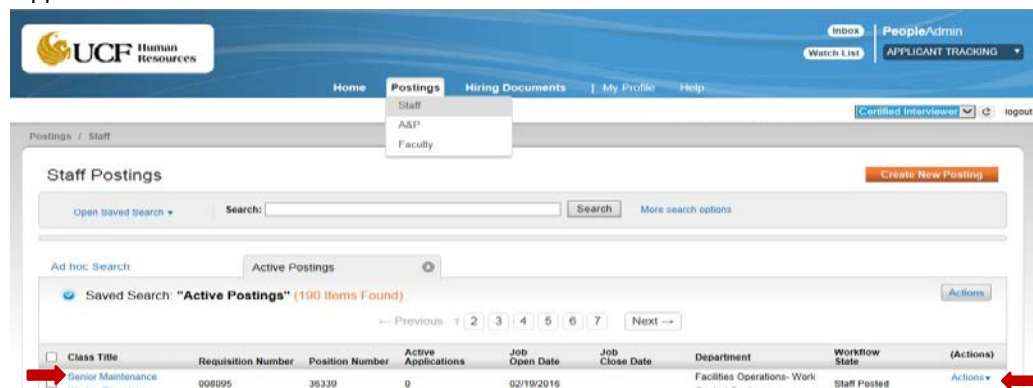 Inbox
PeopleAdmin
UCF Human Resources
Watch List
APPLICANT TRACKING
Home Postings Hiring Documents | My Profile Help
Staff
Certified Interviewer logout
A&P
Postings / Staff
Faculty
Staff Postings
Create New Posting
Open Saved Search Search: Search More search options
Ad hoc Search Active Postings
Saved Search: "Active Postings" (190 Items Found) Actions
← Previous 1 2 3 4 5 6 7 Next →
Class Title Requisition Number Position Number Active Applications Job Open Date Job Close Date Department Workflow State (Actions)
Senior Maintenance 008095 36339 0 02/19/2016 Facilities Operations- Work Staff Posted Actions